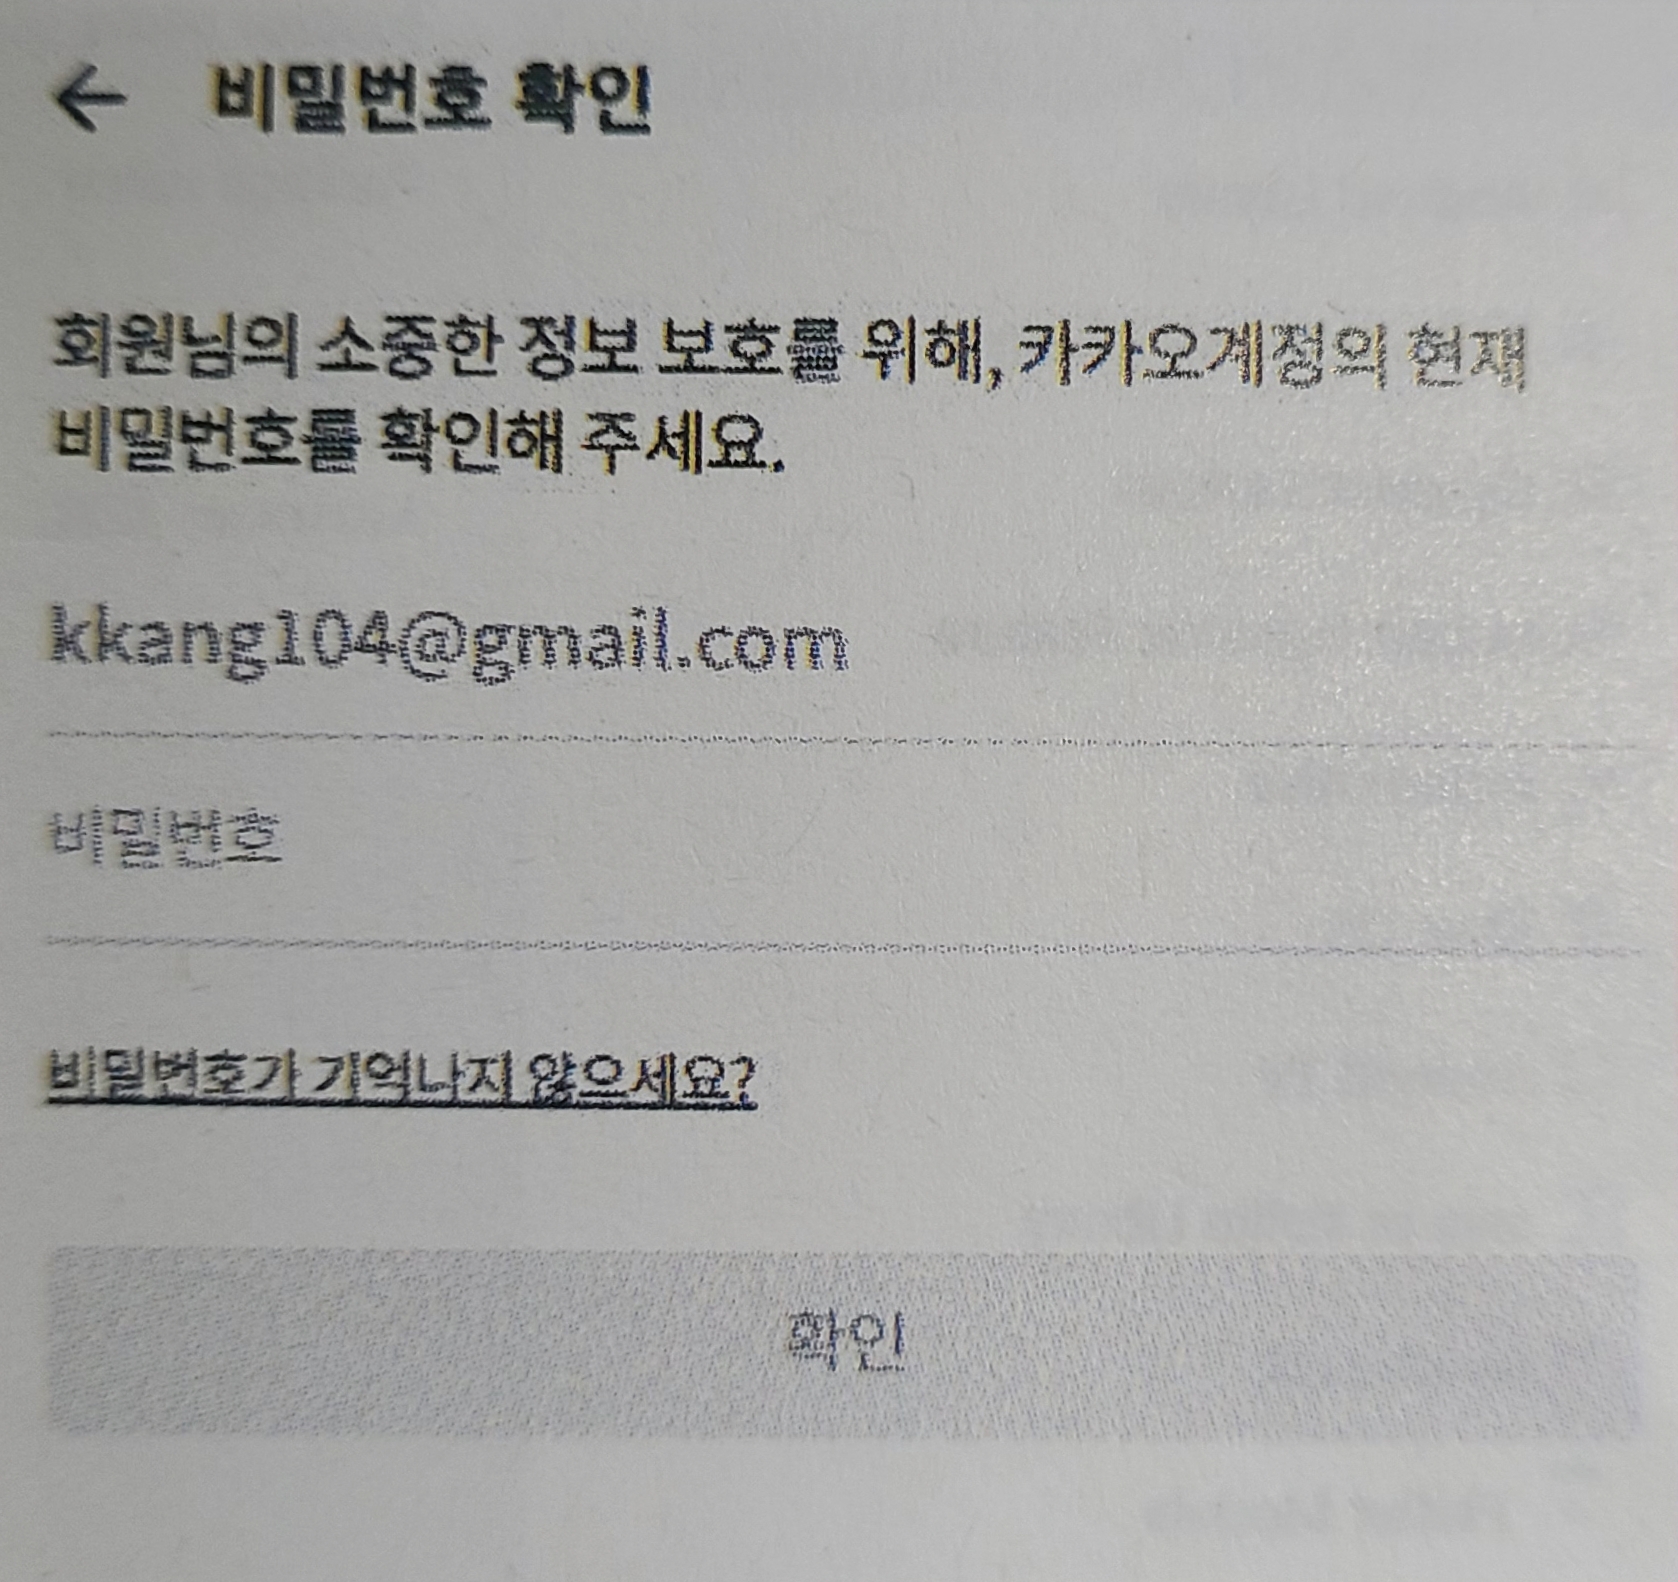 ← 비밀번호 확인
회원님의 소중한 정보 보호를 위해, 카카오계정의 현재
비밀번호를 확인해 주세요.
kkang104@gmail.com
비밀번호
비밀번호가 기억나지 않으세요?
확인